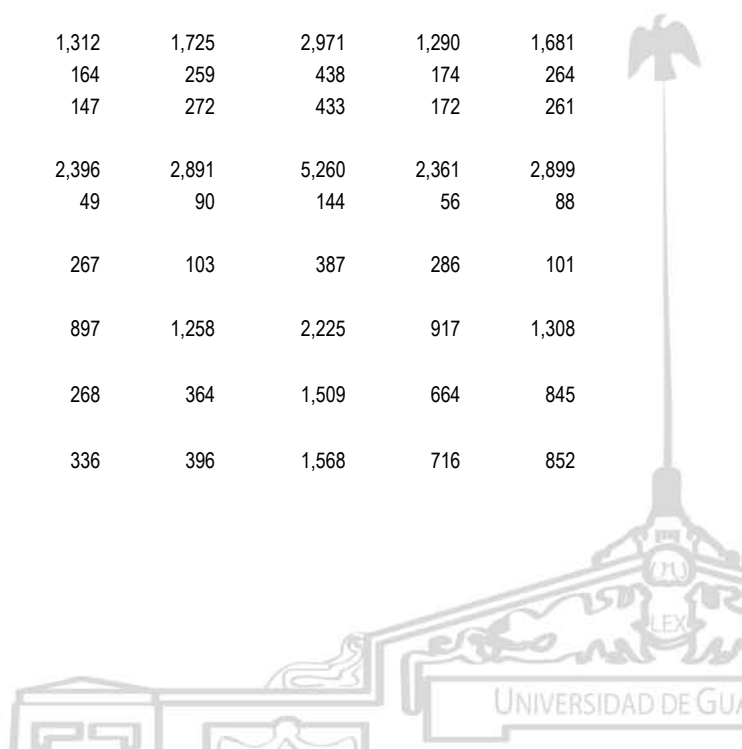 1,312 1,725 2,971 1,290 1,681
164 259 438 174 264
147 272 433 172 261
2,396 2,891 5,260 2,361 2,899
49 90 144 56 88
267 103 387 286 101
897 1,258 2,225 917 1,308
268 364 1,509 664 845
336 396 1,568 716 852
LEX
UNIVERSIDAD DE